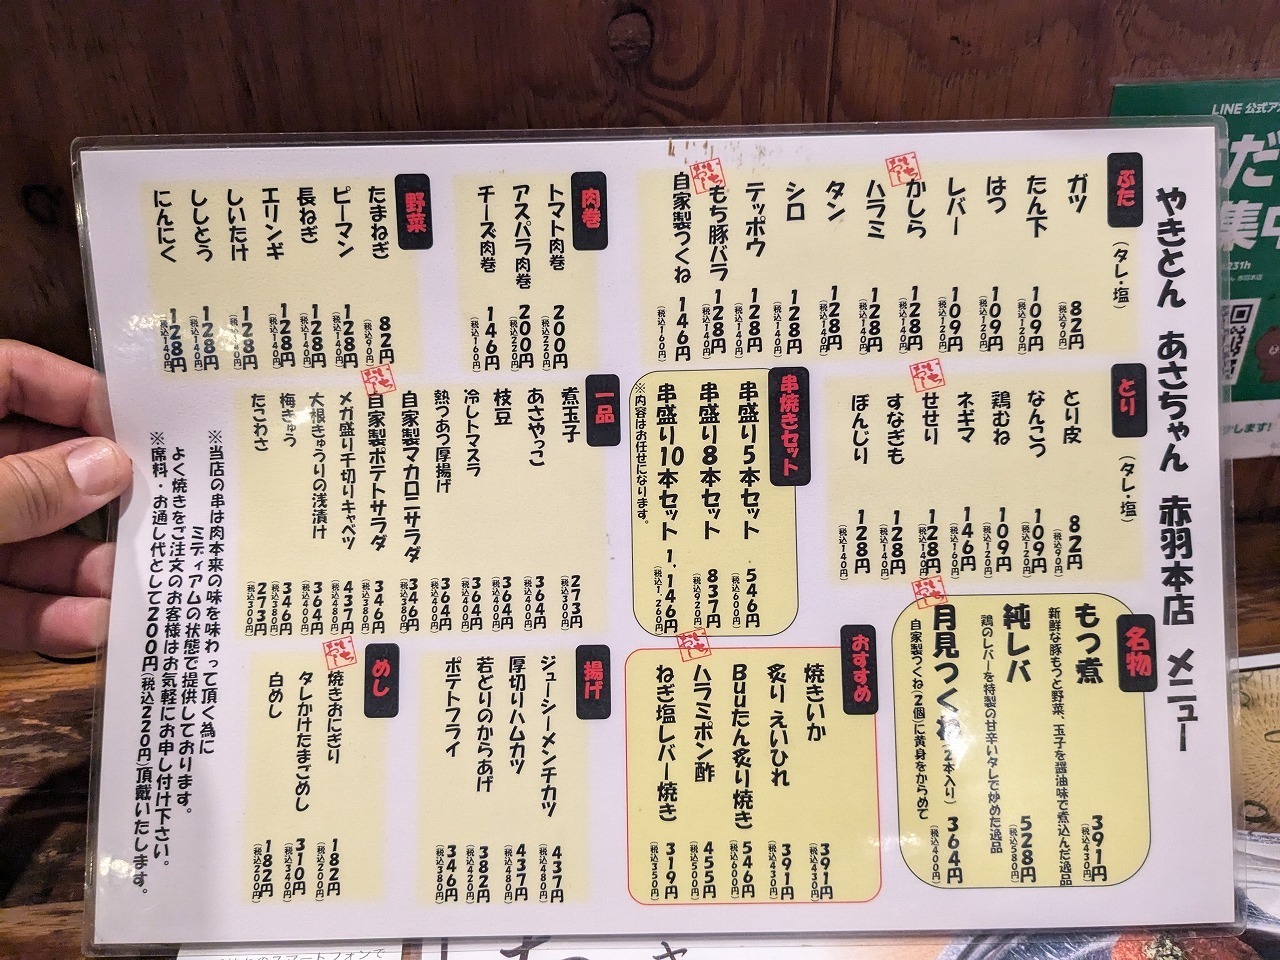 やきとん あさちゃん 赤羽本店 メニュー
ぶた
(タレ・塩)
ガツ 82円 (税込90円)
たん下 109円 (税込120円)
はつ 109円 (税込120円)
レバー 109円 (税込120円)
かしら 128円 (税込140円)
ハラミ 128円 (税込140円)
タン 128円 (税込140円)
シロ 128円 (税込140円)
テッポウ 128円 (税込140円)
もち豚バラ 128円 (税込140円)
自家製つくね 146円 (税込160円)
肉巻
トマト肉巻 200円 (税込220円)
アスパラ肉巻 200円 (税込220円)
チーズ肉巻 146円 (税込160円)
野菜
たまねぎ 82円 (税込90円)
ピーマン 128円 (税込140円)
長ねぎ 128円 (税込140円)
エリンギ 128円 (税込140円)
しいたけ 128円 (税込140円)
ししとう 128円 (税込140円)
にんにく 128円 (税込140円)
とり
(タレ・塩)
とり皮 82円 (税込90円)
なんこつ 109円 (税込120円)
鶏むね 109円 (税込120円)
ネギマ 146円 (税込160円)
せせり 128円 (税込140円)
すなぎも 128円 (税込140円)
ぼんじり 128円 (税込140円)
串焼きセット
串盛り5本セット 546円 (税込600円)
串盛り8本セット 837円 (税込920円)
串盛り10本セット 1,146円 (税込1,260円)
※内容はお任せになります。
一品
煮玉子 273円 (税込300円)
あさやっこ 364円 (税込400円)
枝豆 364円 (税込400円)
冷しトマスラ 364円 (税込400円)
熱つあつ厚揚げ 364円 (税込400円)
自家製マカロニサラダ 346円 (税込380円)
自家製ポテトサラダ 346円 (税込380円)
メガ盛り千切りキャベツ 437円 (税込480円)
大根きゅうりの浅漬け 364円 (税込400円)
梅きゅう 346円 (税込380円)
たこわさ 273円 (税込300円)
名物
もつ煮 391円 (税込430円)
新鮮な豚もつと野菜、玉子を醤油味で煮込んだ逸品
純レバ 528円 (税込580円)
鶏のレバーを特製の甘辛いタレで炒めた逸品
月見つくね(2本入り) 364円 (税込400円)
自家製つくね(2個)に黄身をからめて
おすすめ
焼きいか 391円 (税込430円)
炙りえいひれ 391円 (税込430円)
Buuたん炙り焼き 546円 (税込600円)
ハラミポン酢 455円 (税込500円)
ねぎ塩レバー焼き 319円 (税込350円)
揚げ
ジューシーメンチカツ 437円 (税込480円)
厚切りハムカツ 437円 (税込480円)
若どりのからあげ 382円 (税込420円)
ポテトフライ 346円 (税込380円)
めし
焼きおにぎり 182円 (税込200円)
タレかけたまごめし 310円 (税込340円)
白めし 182円 (税込200円)
※当店の串は肉本来の味を味わって頂く為に
ミディアムの状態で提供しております。
よく焼きをご注文のお客様はお気軽にお申し付け下さい。
※席料・お通し代として200円(税込220円)頂戴いたします。
LINE 公式ア
だ
集中